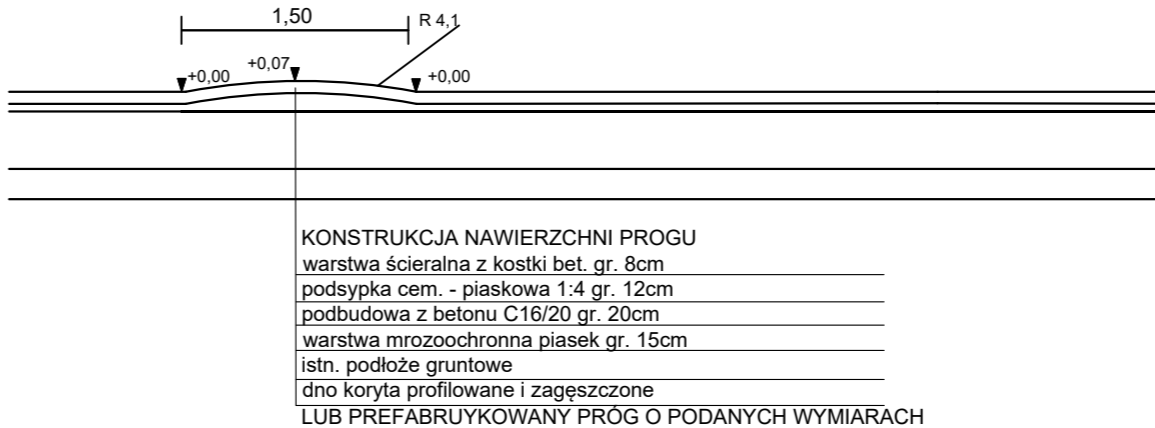 1,50
R 4,1
+0,00
+0,07
+0,00
KONSTRUKCJA NAWIERZCHNI PROGU
warstwa ścieralna z kostki bet. gr. 8cm
podsypka cem. - piaskowa 1:4 gr. 12cm
podbudowa z betonu C16/20 gr. 20cm
warstwa mrozoochronna piasek gr. 15cm
istn. podłoże gruntowe
dno koryta profilowane i zagęszczone
LUB PREFABRUYKOWANY PRÓG O PODANYCH WYMIARACH